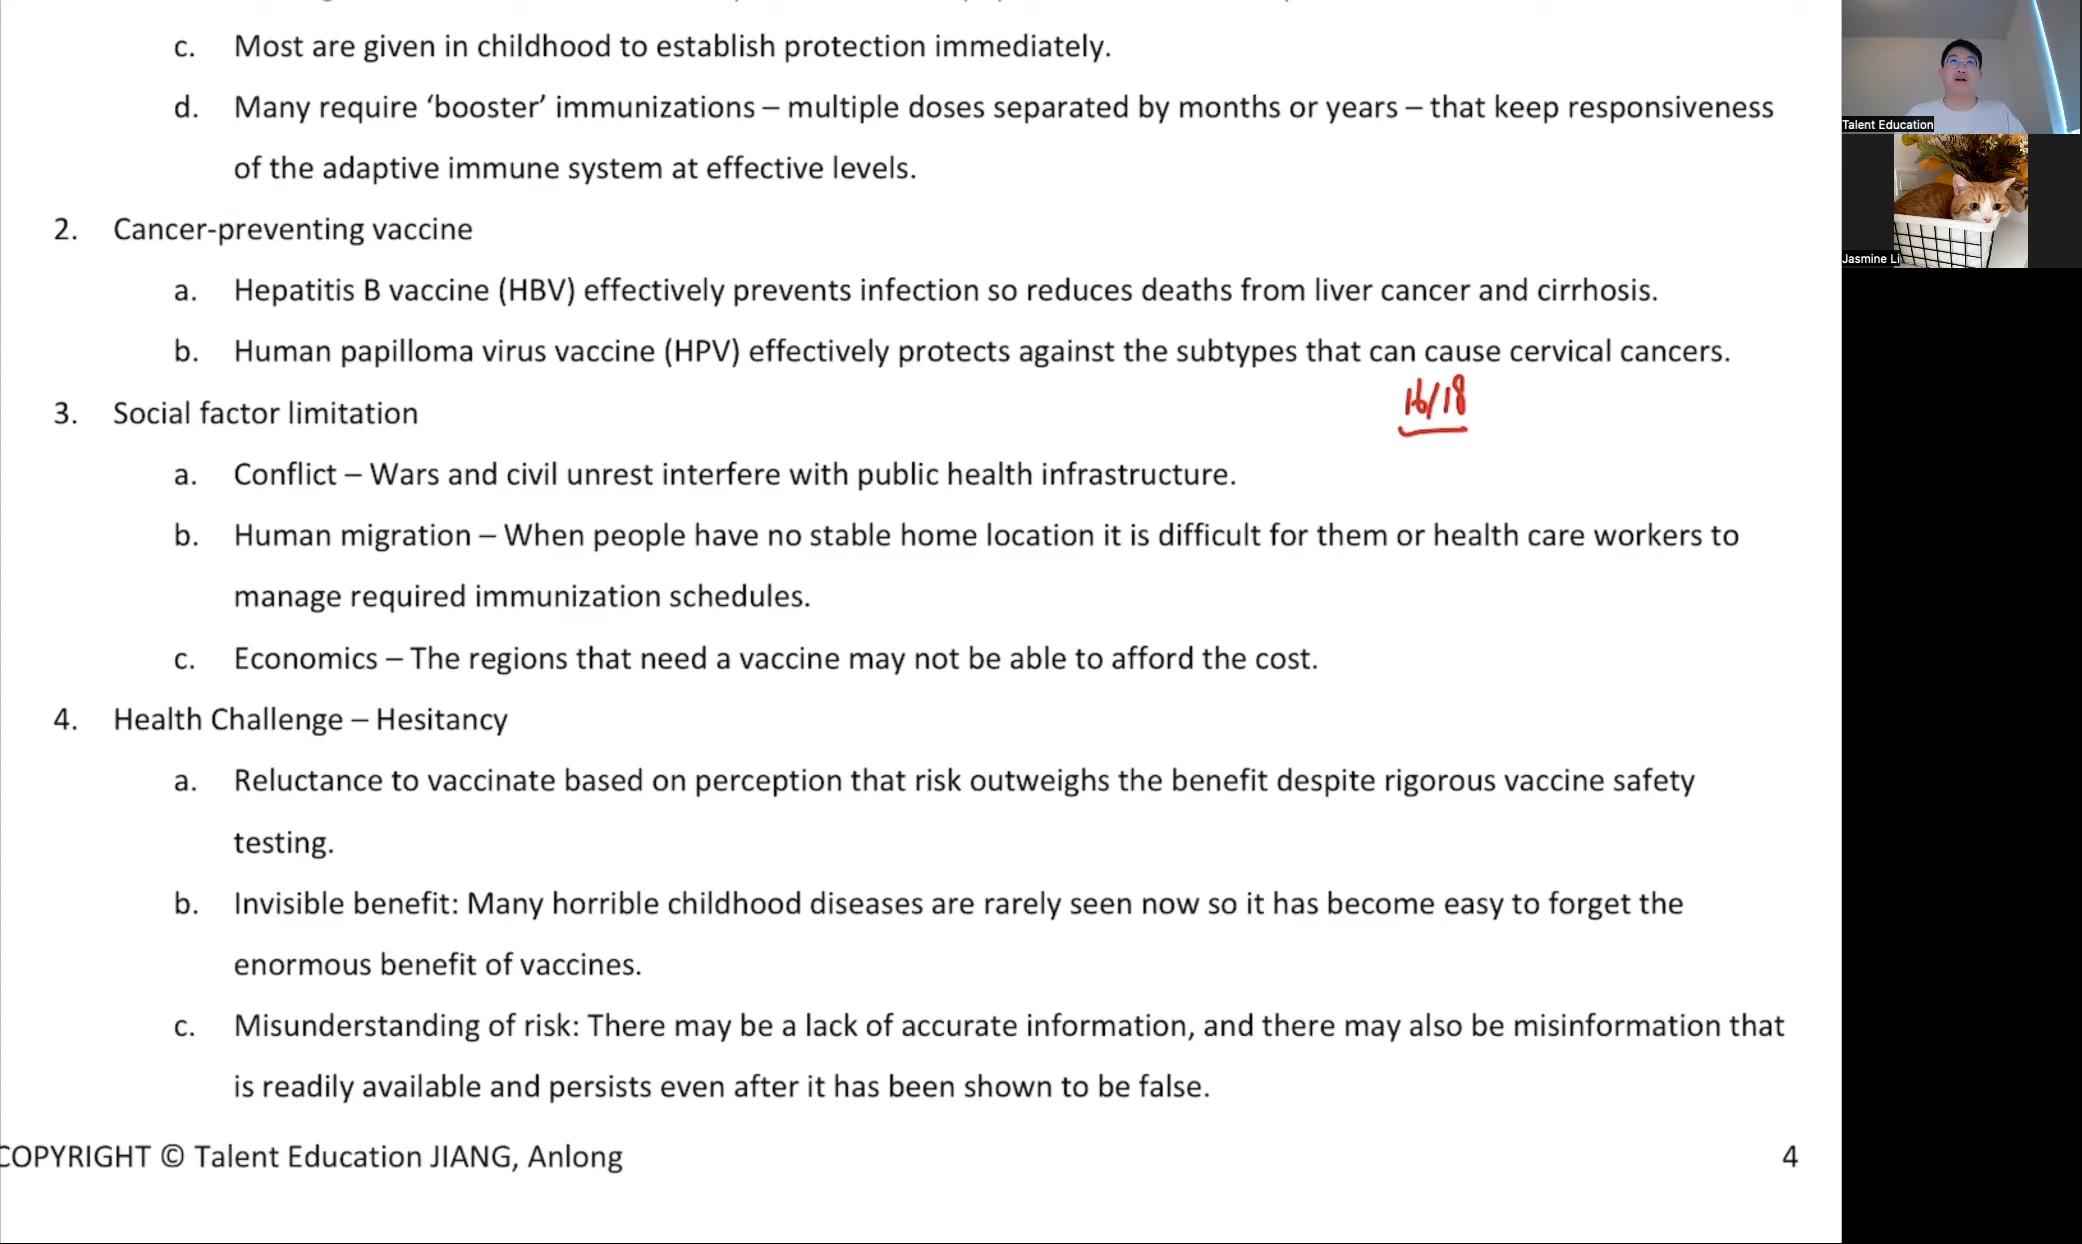 c. Most are given in childhood to establish protection immediately.
d. Many require ‘booster’ immunizations – multiple doses separated by months or years – that keep responsiveness
of the adaptive immune system at effective levels.
2. Cancer-preventing vaccine
a. Hepatitis B vaccine (HBV) effectively prevents infection so reduces deaths from liver cancer and cirrhosis.
b. Human papilloma virus vaccine (HPV) effectively protects against the subtypes that can cause cervical cancers.
16/18
3. Social factor limitation
a. Conflict – Wars and civil unrest interfere with public health infrastructure.
b. Human migration – When people have no stable home location it is difficult for them or health care workers to
manage required immunization schedules.
c. Economics – The regions that need a vaccine may not be able to afford the cost.
4. Health Challenge – Hesitancy
a. Reluctance to vaccinate based on perception that risk outweighs the benefit despite rigorous vaccine safety
testing.
b. Invisible benefit: Many horrible childhood diseases are rarely seen now so it has become easy to forget the
enormous benefit of vaccines.
c. Misunderstanding of risk: There may be a lack of accurate information, and there may also be misinformation that
is readily available and persists even after it has been shown to be false.
COPYRIGHT © Talent Education JIANG, Anlong
4
Talent Education
Jasmine Li